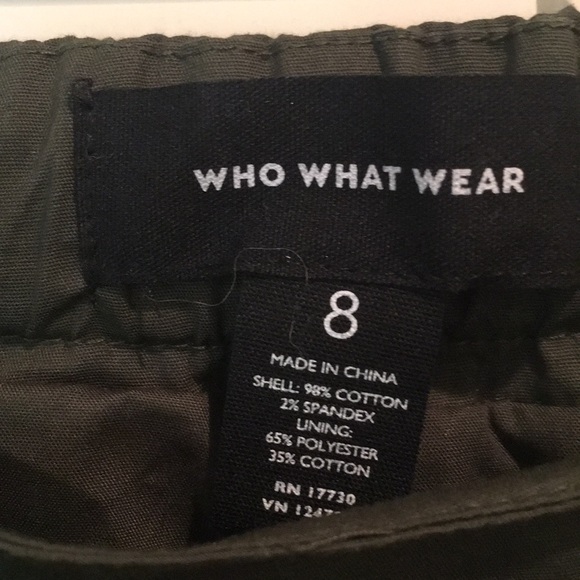 WHO WHAT WEAR
8
MADE IN CHINA
SHELL: 98% COTTON
2% SPANDEX
LINING:
65% POLYESTER
35% COTTON
RN 17730
VN